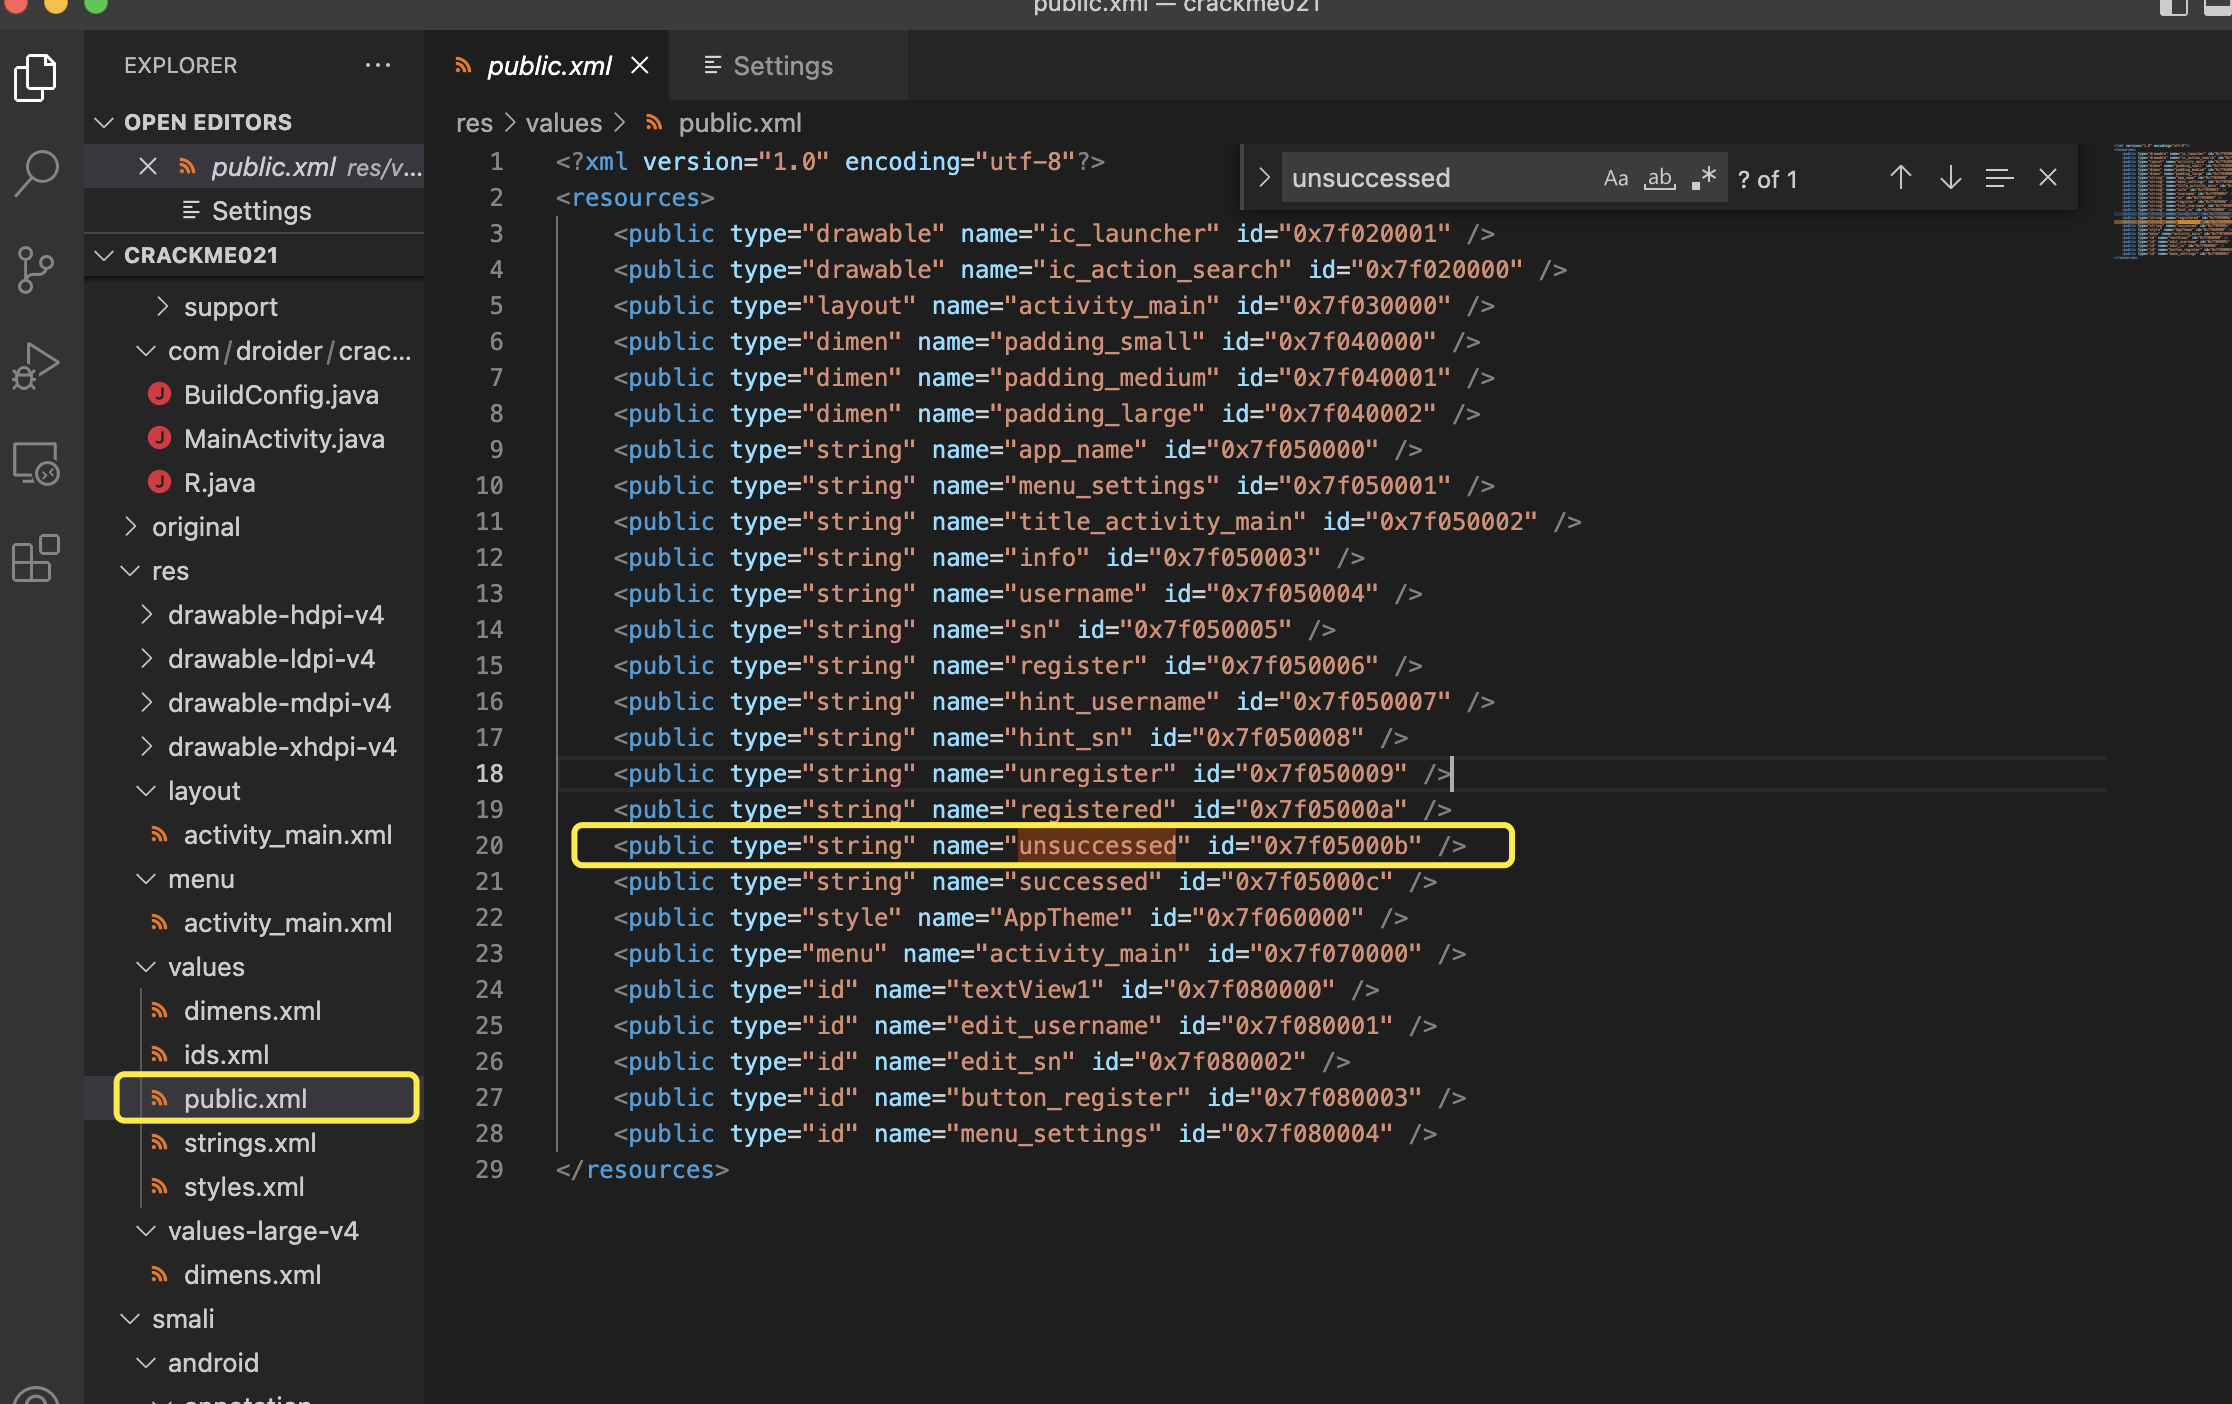 public.xml — crackme021
EXPLORER
OPEN EDITORS
public.xml res/v...
Settings
CRACKME021
support
com/droider/crac...
BuildConfig.java
MainActivity.java
R.java
original
res
drawable-hdpi-v4
drawable-ldpi-v4
drawable-mdpi-v4
drawable-xhdpi-v4
layout
activity_main.xml
menu
activity_main.xml
values
dimens.xml
ids.xml
public.xml
strings.xml
styles.xml
values-large-v4
dimens.xml
smali
android
annotation
public.xml
Settings
res > values > public.xml
unsuccessed Aa ab .* ? of 1
1 <?xml version="1.0" encoding="utf-8"?>
2 <resources>
3 <public type="drawable" name="ic_launcher" id="0x7f020001" />
4 <public type="drawable" name="ic_action_search" id="0x7f020000" />
5 <public type="layout" name="activity_main" id="0x7f030000" />
6 <public type="dimen" name="padding_small" id="0x7f040000" />
7 <public type="dimen" name="padding_medium" id="0x7f040001" />
8 <public type="dimen" name="padding_large" id="0x7f040002" />
9 <public type="string" name="app_name" id="0x7f050000" />
10 <public type="string" name="menu_settings" id="0x7f050001" />
11 <public type="string" name="title_activity_main" id="0x7f050002" />
12 <public type="string" name="info" id="0x7f050003" />
13 <public type="string" name="username" id="0x7f050004" />
14 <public type="string" name="sn" id="0x7f050005" />
15 <public type="string" name="register" id="0x7f050006" />
16 <public type="string" name="hint_username" id="0x7f050007" />
17 <public type="string" name="hint_sn" id="0x7f050008" />
18 <public type="string" name="unregister" id="0x7f050009" />
19 <public type="string" name="registered" id="0x7f05000a" />
20 <public type="string" name="unsuccessed" id="0x7f05000b" />
21 <public type="string" name="successed" id="0x7f05000c" />
22 <public type="style" name="AppTheme" id="0x7f060000" />
23 <public type="menu" name="activity_main" id="0x7f070000" />
24 <public type="id" name="textView1" id="0x7f080000" />
25 <public type="id" name="edit_username" id="0x7f080001" />
26 <public type="id" name="edit_sn" id="0x7f080002" />
27 <public type="id" name="button_register" id="0x7f080003" />
28 <public type="id" name="menu_settings" id="0x7f080004" />
29 </resources>